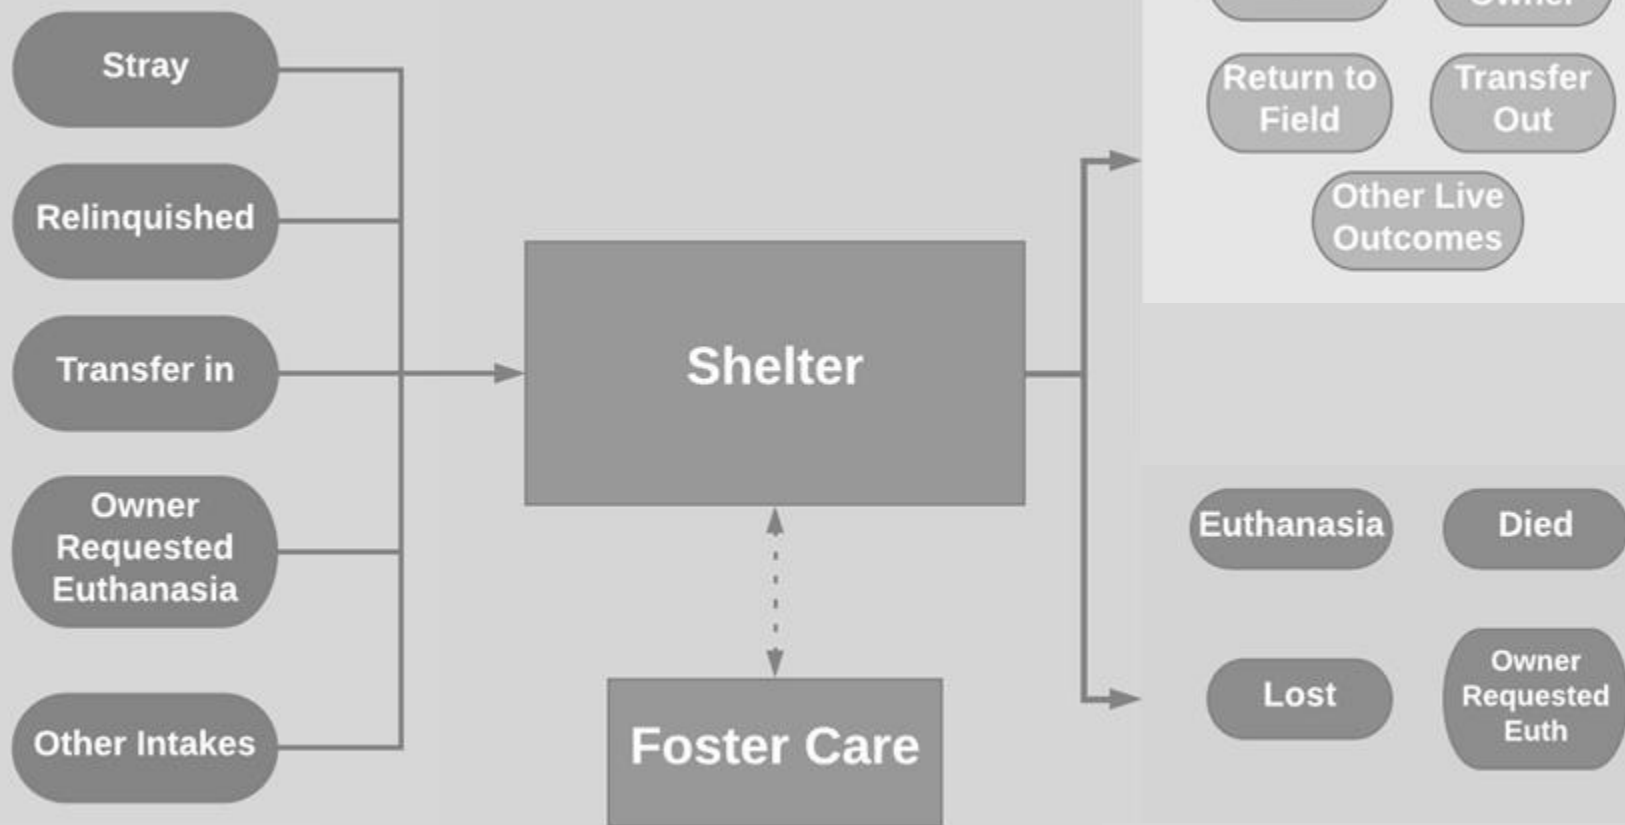 Stray
Relinquished
Transfer in
Owner
Requested
Euthanasia
Other Intakes
Shelter
Foster Care
Owner
Return to
Field
Transfer
Out
Other Live
Outcomes
Euthanasia
Died
Lost
Owner
Requested
Euth